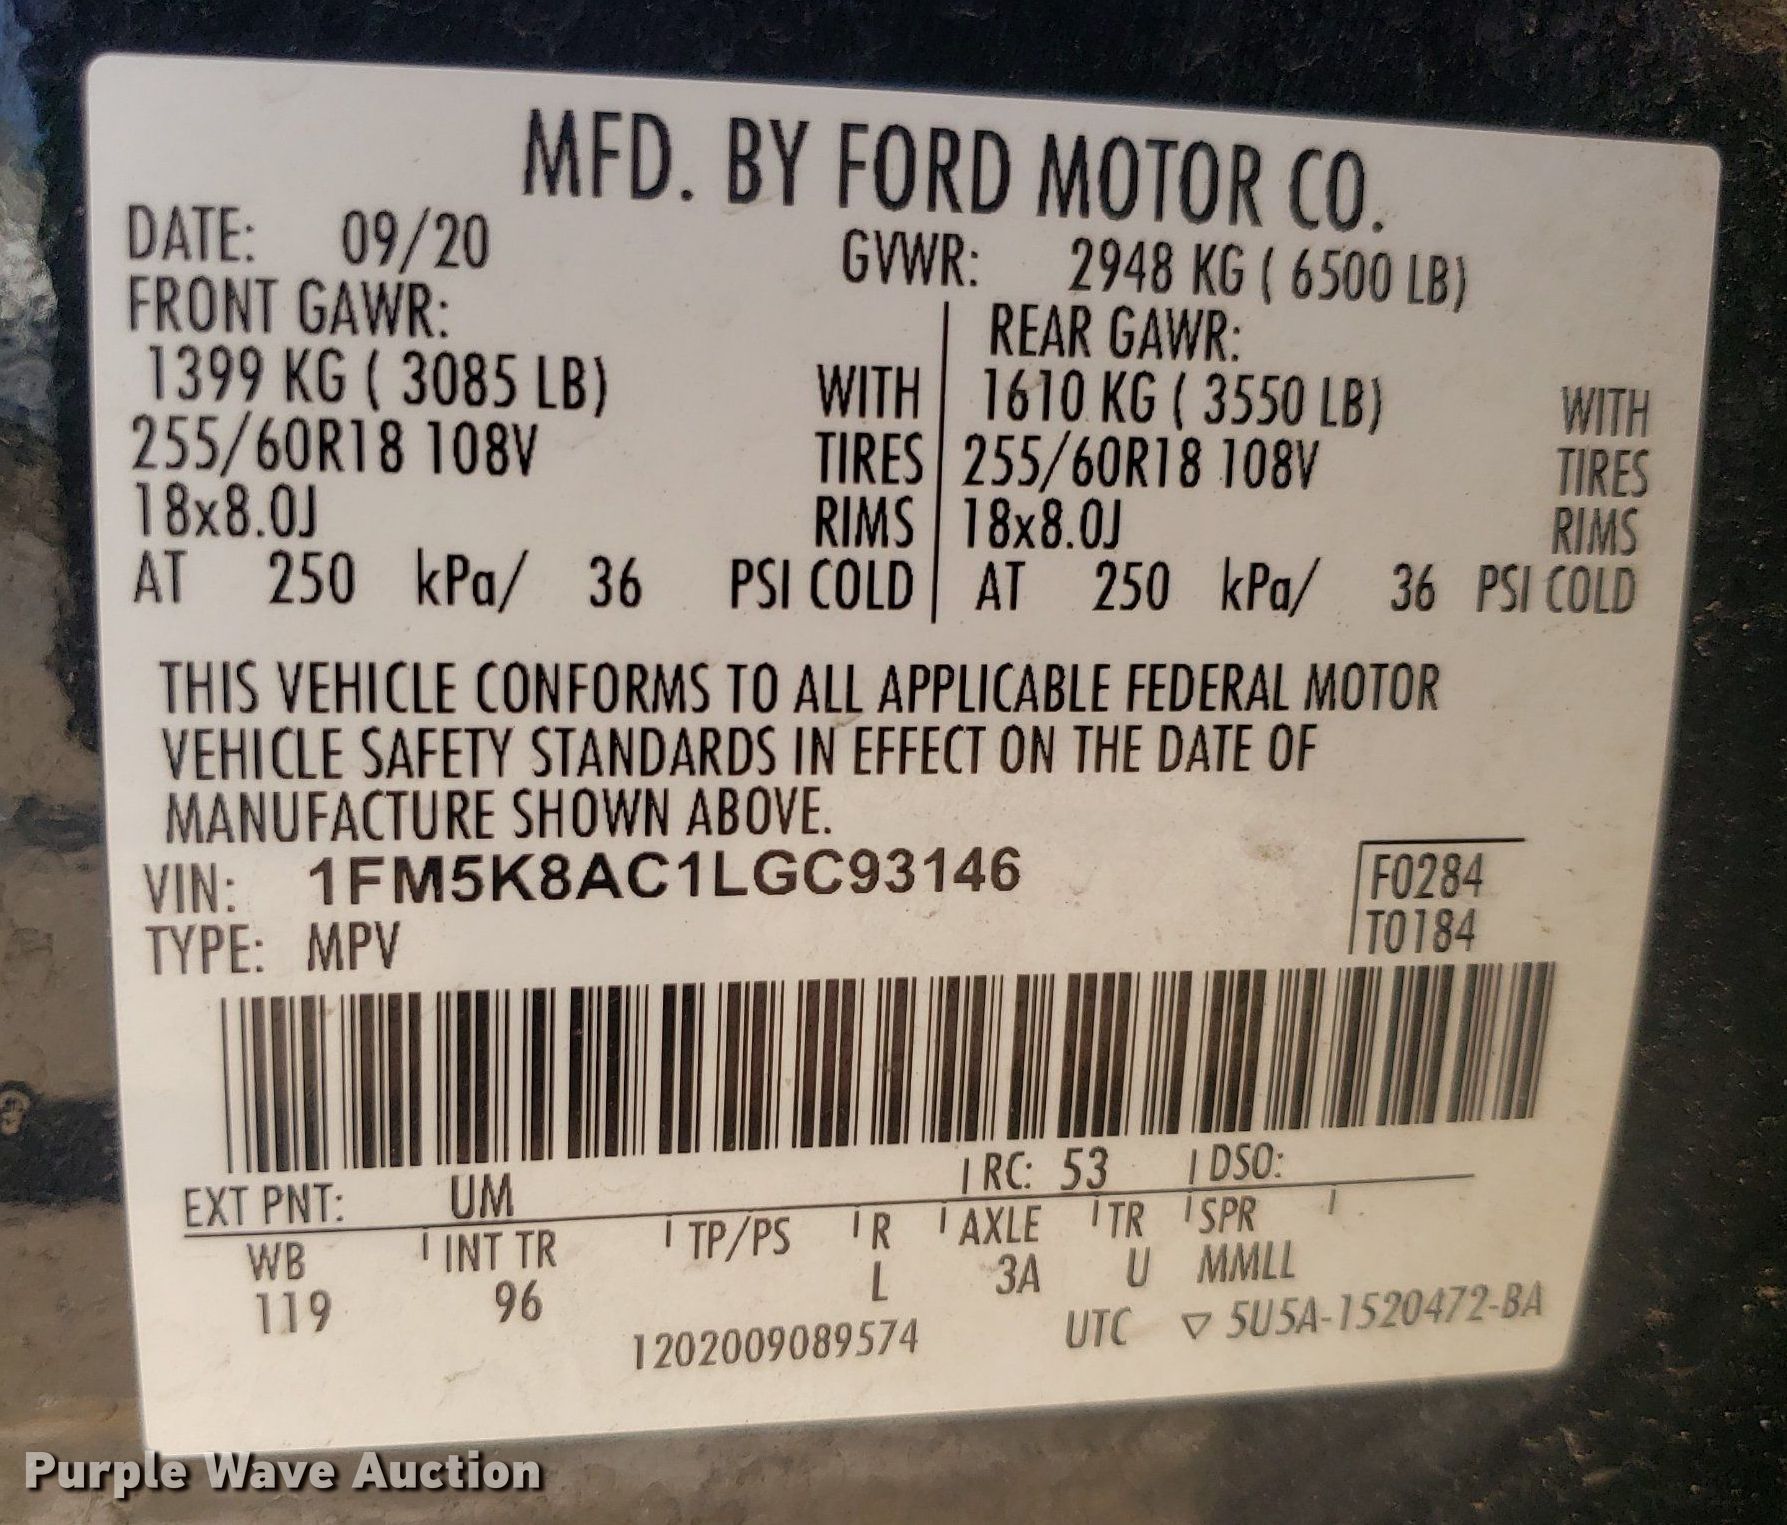 MFD. BY FORD MOTOR CO.
DATE: 09/20 GVWR: 2948 KG ( 6500 LB)
FRONT GAWR: REAR GAWR:
1399 KG ( 3085 LB) WITH 1610 KG ( 3550 LB) WITH
255/60R18 108V TIRES 255/60R18 108V TIRES
18x8.0J RIMS 18x8.0J RIMS
AT 250 kPa/ 36 PSI COLD AT 250 kPa/ 36 PSI COLD
THIS VEHICLE CONFORMS TO ALL APPLICABLE FEDERAL MOTOR
VEHICLE SAFETY STANDARDS IN EFFECT ON THE DATE OF
MANUFACTURE SHOWN ABOVE.
VIN: 1FM5K8AC1LGC93146 F0284
TYPE: MPV T0184
EXT PNT: UM RC: 53 DSO:
WB INT TR TP/PS R AXLE TR SPR
119 96 L 3A U MMLL
1202009089574 UTC ▽ 5U5A-1520472-BA
Purple Wave Auction